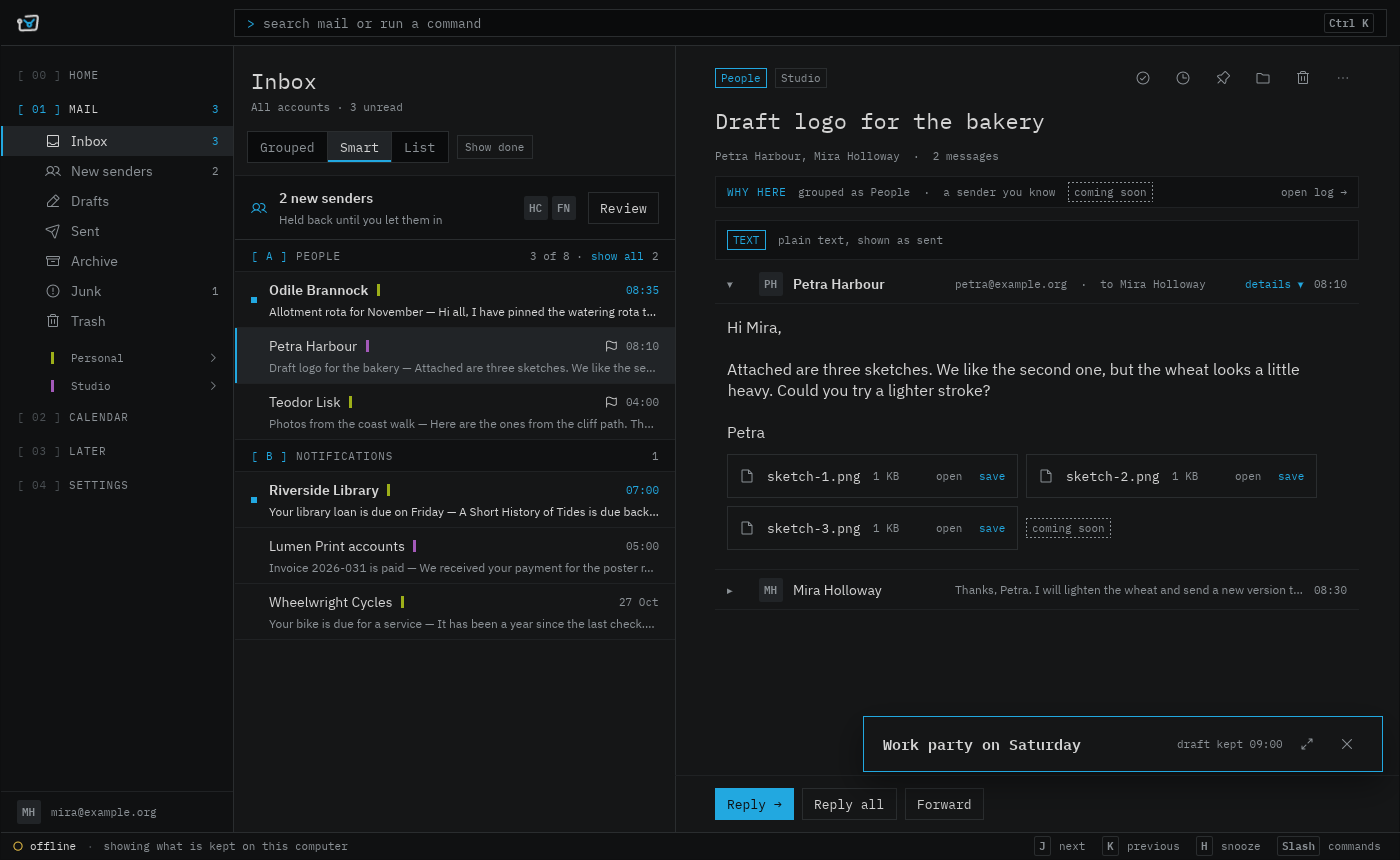 > search mail or run a command
Ctrl K
[ 00 ] HOME
[ 01 ] MAIL 3
Inbox 3
New senders 2
Drafts
Sent
Archive
Junk 1
Trash
Personal
Studio
[ 02 ] CALENDAR
[ 03 ] LATER
[ 04 ] SETTINGS
MH mira@example.org
Inbox
All accounts · 3 unread
Grouped Smart List Show done
2 new senders
Held back until you let them in
HC FN Review
[ A ] PEOPLE 3 of 8 · show all 2
Odile Brannock 08:35
Allotment rota for November — Hi all, I have pinned the watering rota t…
Petra Harbour 08:10
Draft logo for the bakery — Attached are three sketches. We like the se…
Teodor Lisk 04:00
Photos from the coast walk — Here are the ones from the cliff path. Th…
[ B ] NOTIFICATIONS 1
Riverside Library 07:00
Your library loan is due on Friday — A Short History of Tides is due back…
Lumen Print accounts 05:00
Invoice 2026-031 is paid — We received your payment for the poster r…
Wheelwright Cycles 27 Oct
Your bike is due for a service — It has been a year since the last check.…
People Studio
Draft logo for the bakery
Petra Harbour, Mira Holloway · 2 messages
WHY HERE grouped as People · a sender you know coming soon open log →
TEXT plain text, shown as sent
PH Petra Harbour petra@example.org · to Mira Holloway details ▾ 08:10
Hi Mira,
Attached are three sketches. We like the second one, but the wheat looks a little
heavy. Could you try a lighter stroke?
Petra
sketch-1.png 1 KB open save
sketch-2.png 1 KB open save
sketch-3.png 1 KB open save
coming soon
MH Mira Holloway Thanks, Petra. I will lighten the wheat and send a new version t… 08:30
Work party on Saturday draft kept 09:00
Reply → Reply all Forward
offline · showing what is kept on this computer
J next K previous H snooze Slash commands